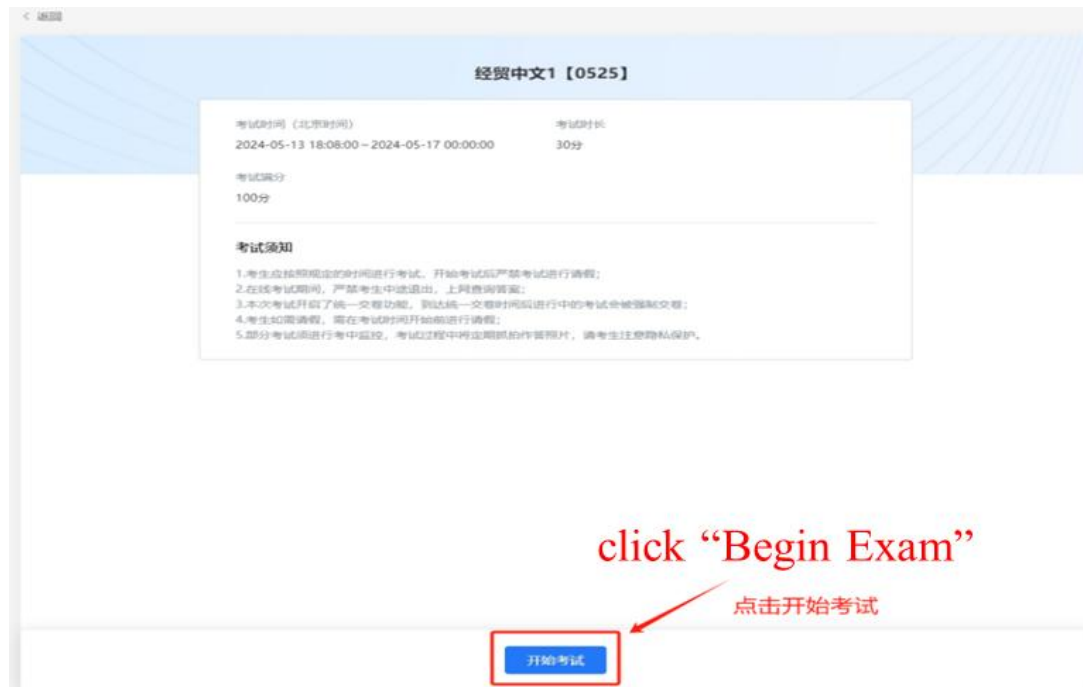 < 返回
经贸中文1【0525】
考试时间（北京时间）
考试时长
2024-05-13 18:08:00 ~ 2024-05-17 00:00:00
30分
考试满分
100分
考试须知
1.考生应按照规定的时间进行考试，开始考试后严禁考试进行请假；
2.在线考试期间，严禁考生中途退出，上网查询答案；
3.本次考试开启了统一交卷功能，到达统一交卷时间后进行中的考试会被强制交卷；
4.考生如需请假，需在考试时间开始前进行请假；
5.部分考试须进行考中监控，考试过程中将定期抓拍作答照片，请考生注意隐私保护。
click “Begin Exam”
点击开始考试
开始考试